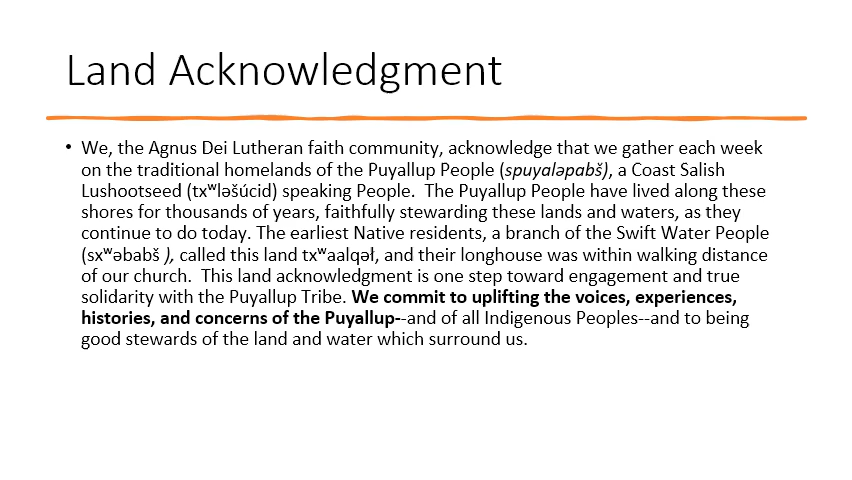 Land Acknowledgment
• We, the Agnus Dei Lutheran faith community, acknowledge that we gather each week
on the traditional homelands of the Puyallup People (spuyaləpabš), a Coast Salish
Lushootseed (txʷləšúcid) speaking People.  The Puyallup People have lived along these
shores for thousands of years, faithfully stewarding these lands and waters, as they
continue to do today. The earliest Native residents, a branch of the Swift Water People
(sxʷəbabš ), called this land txʷaalqəł, and their longhouse was within walking distance
of our church.  This land acknowledgment is one step toward engagement and true
solidarity with the Puyallup Tribe. We commit to uplifting the voices, experiences,
histories, and concerns of the Puyallup--and of all Indigenous Peoples--and to being
good stewards of the land and water which surround us.